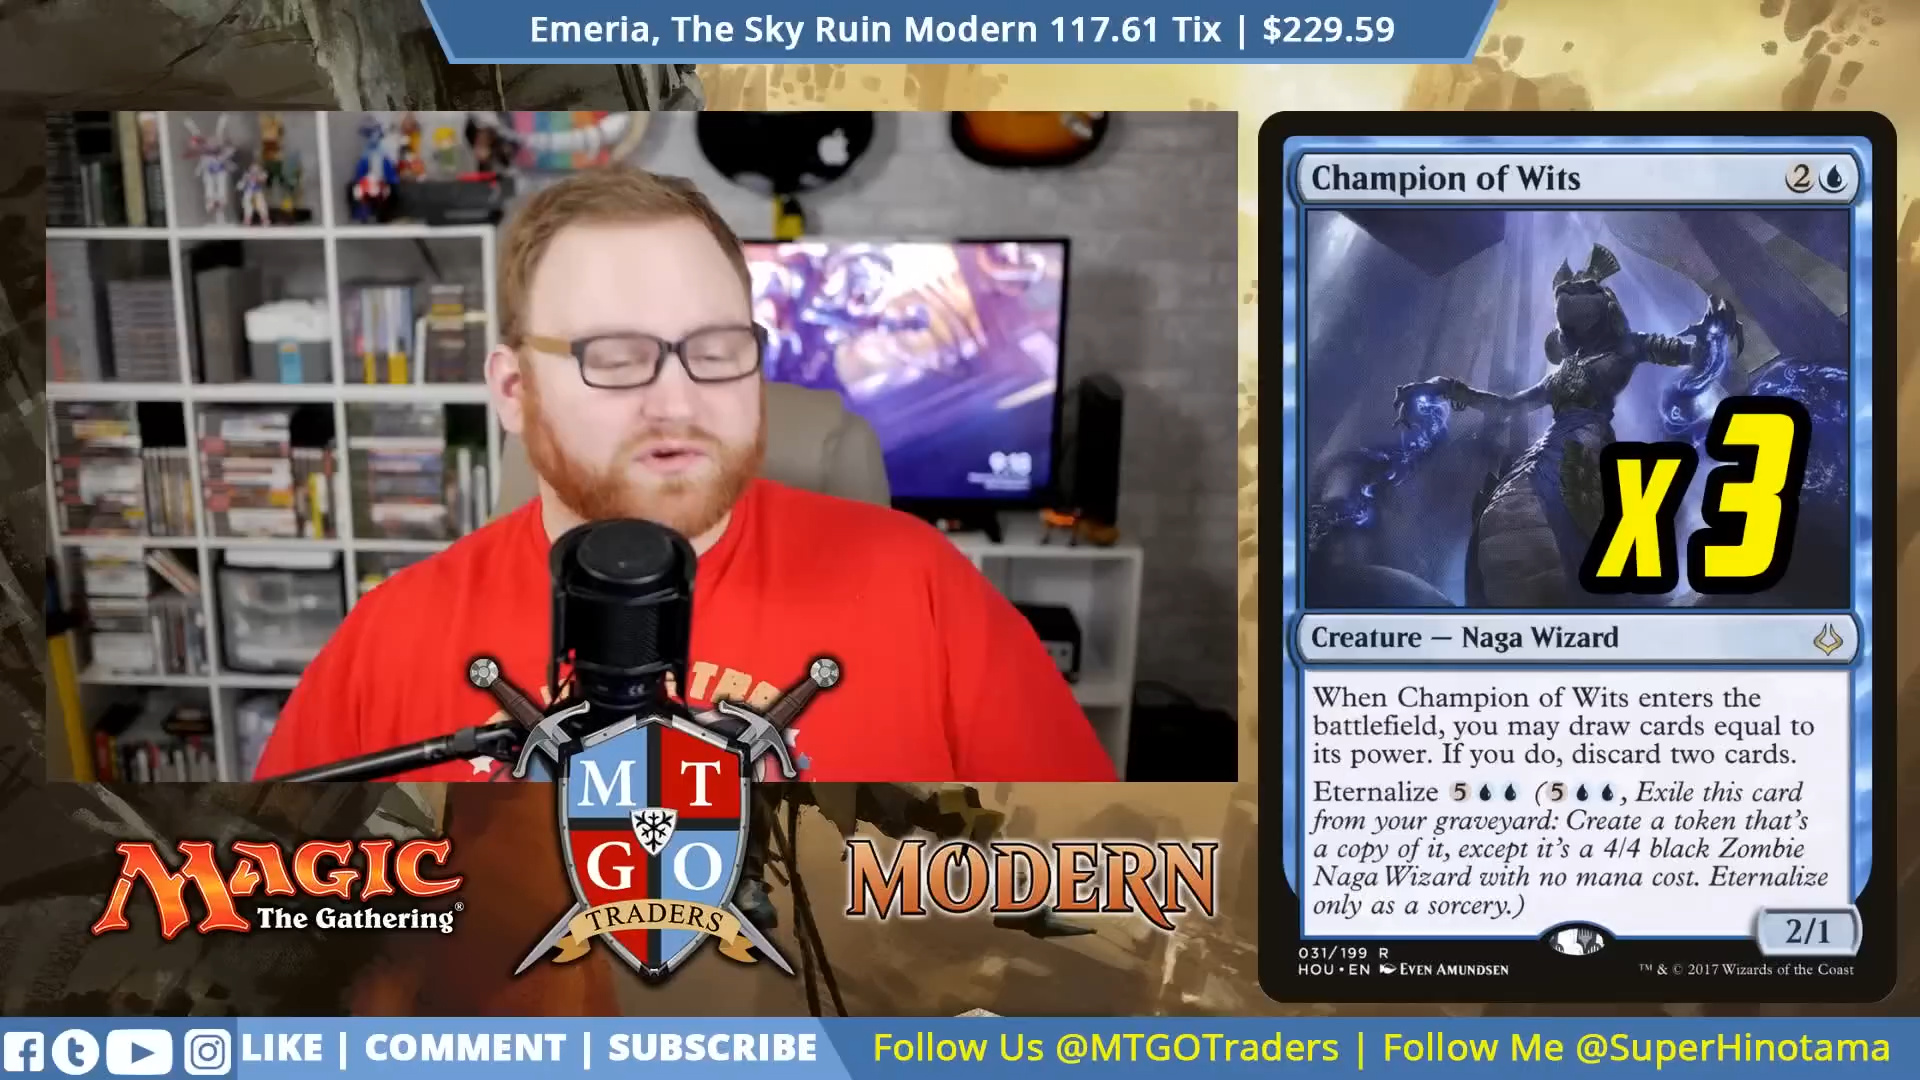 Emeria, The Sky Ruin Modern 117.61 Tix | $229.59
Champion of Wits 2
x3
Creature — Naga Wizard
When Champion of Wits enters the
battlefield, you may draw cards equal to
its power. If you do, discard two cards.
Eternalize 5 (5, Exile this card
from your graveyard: Create a token that's
a copy of it, except it's a 4/4 black Zombie
Naga Wizard with no mana cost. Eternalize
only as a sorcery.)
2/1
031/199 R
HOU • EN EVEN AMUNDSEN
™ & © 2017 Wizards of the Coast
9:18
MAGIC
The Gathering®
M T
G O
TRADERS
MODERN
LIKE | COMMENT | SUBSCRIBE
Follow Us @MTGOTraders | Follow Me @SuperHinotama